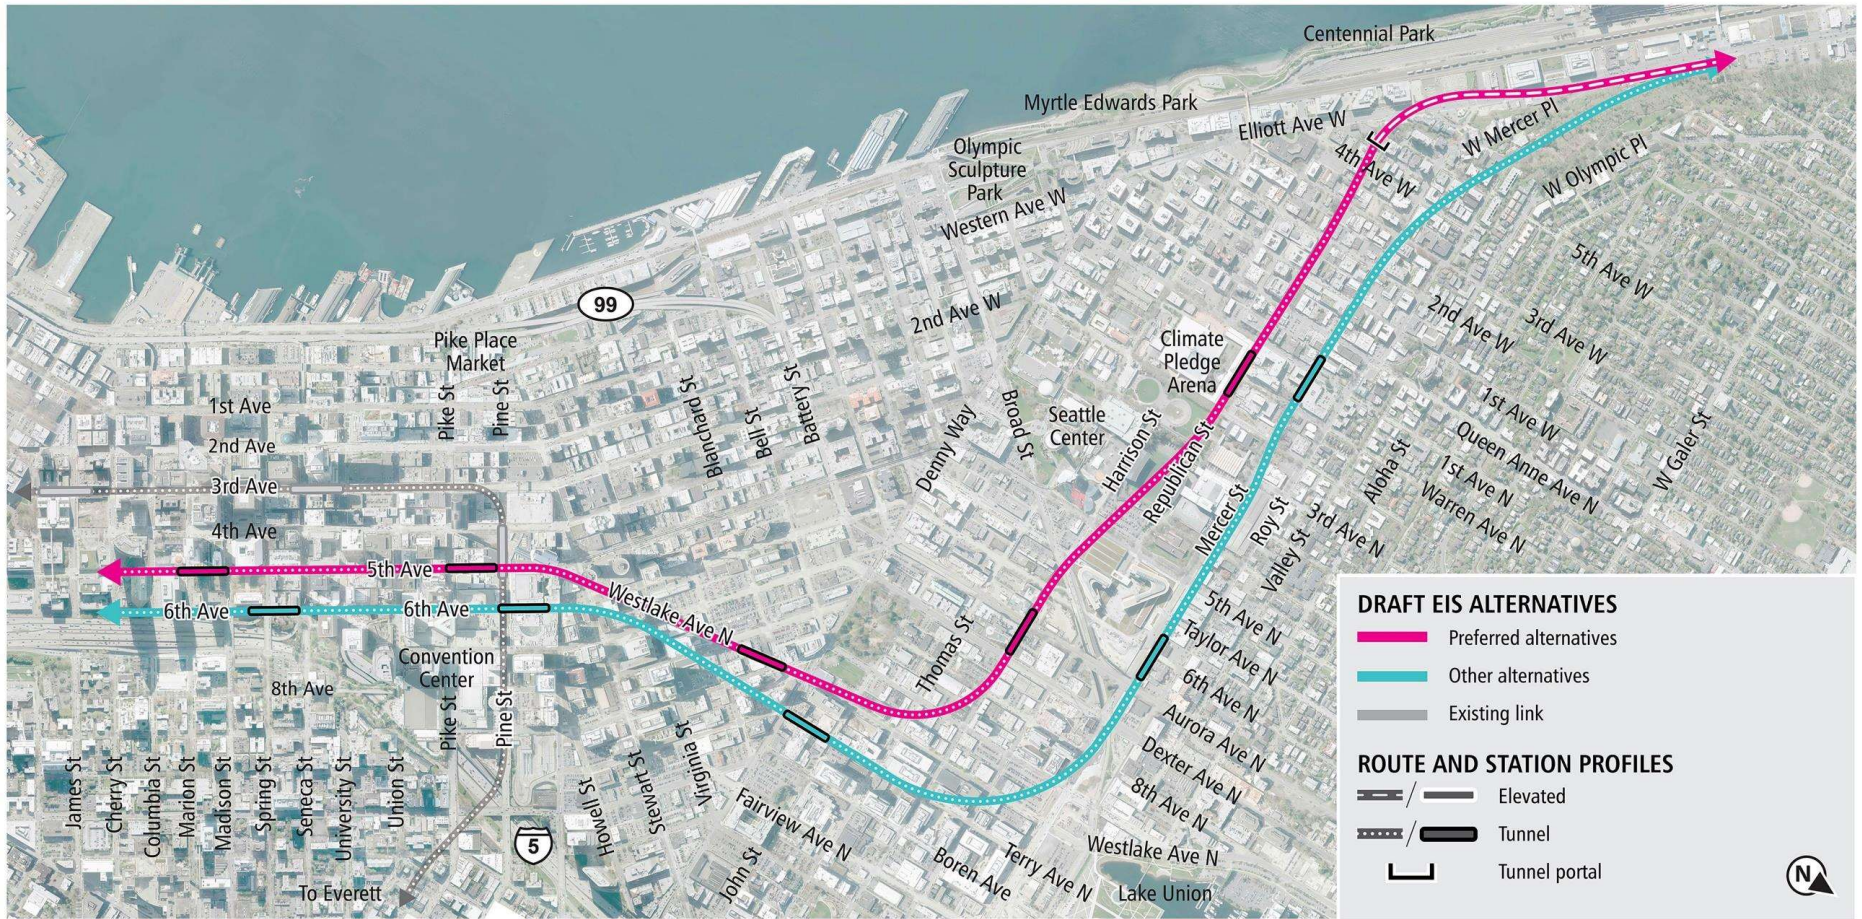 Centennial Park
Myrtle Edwards Park
Elliott Ave W
W Mercer Pl
4th Ave W
W Olympic Pl
Olympic
Sculpture
Park
Western Ave W
5th Ave W
99
2nd Ave W
2nd Ave W
3rd Ave W
Pike Place
Market
Climate
Pledge
Arena
Pike St
Pine St
Blanchard St
Bell St
Battery St
Denny Way
Broad St
Seattle
Center
Harrison St
Republican St
1st Ave W
Queen Anne Ave N
1st Ave N
Warren Ave N
W Galer St
Aloha St
1st Ave
2nd Ave
3rd Ave
4th Ave
5th Ave
6th Ave
6th Ave
Mercer St
Roy St
Valley St
3rd Ave N
Westlake Ave N
Thomas St
5th Ave N
Taylor Ave N
6th Ave N
Aurora Ave N
Dexter Ave N
8th Ave N
Convention
Center
8th Ave
Pike St
Pine St
James St
Cherry St
Columbia St
Marion St
Madison St
Spring St
Seneca St
University St
Union St
Howell St
Stewart St
Virginia St
Fairview Ave N
John St
Boren Ave
Terry Ave N
Westlake Ave N
Lake Union
5
To Everett
DRAFT EIS ALTERNATIVES
Preferred alternatives
Other alternatives
Existing link
ROUTE AND STATION PROFILES
/ Elevated
/ Tunnel
Tunnel portal
N